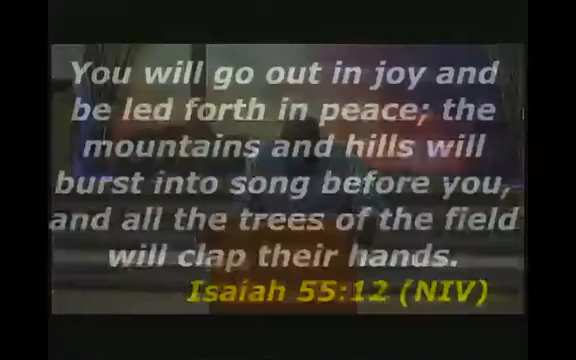 You will go out in joy and
be led forth in peace; the
mountains and hills will
burst into song before you,
and all the trees of the field
will clap their hands.
Isaiah 55:12 (NIV)